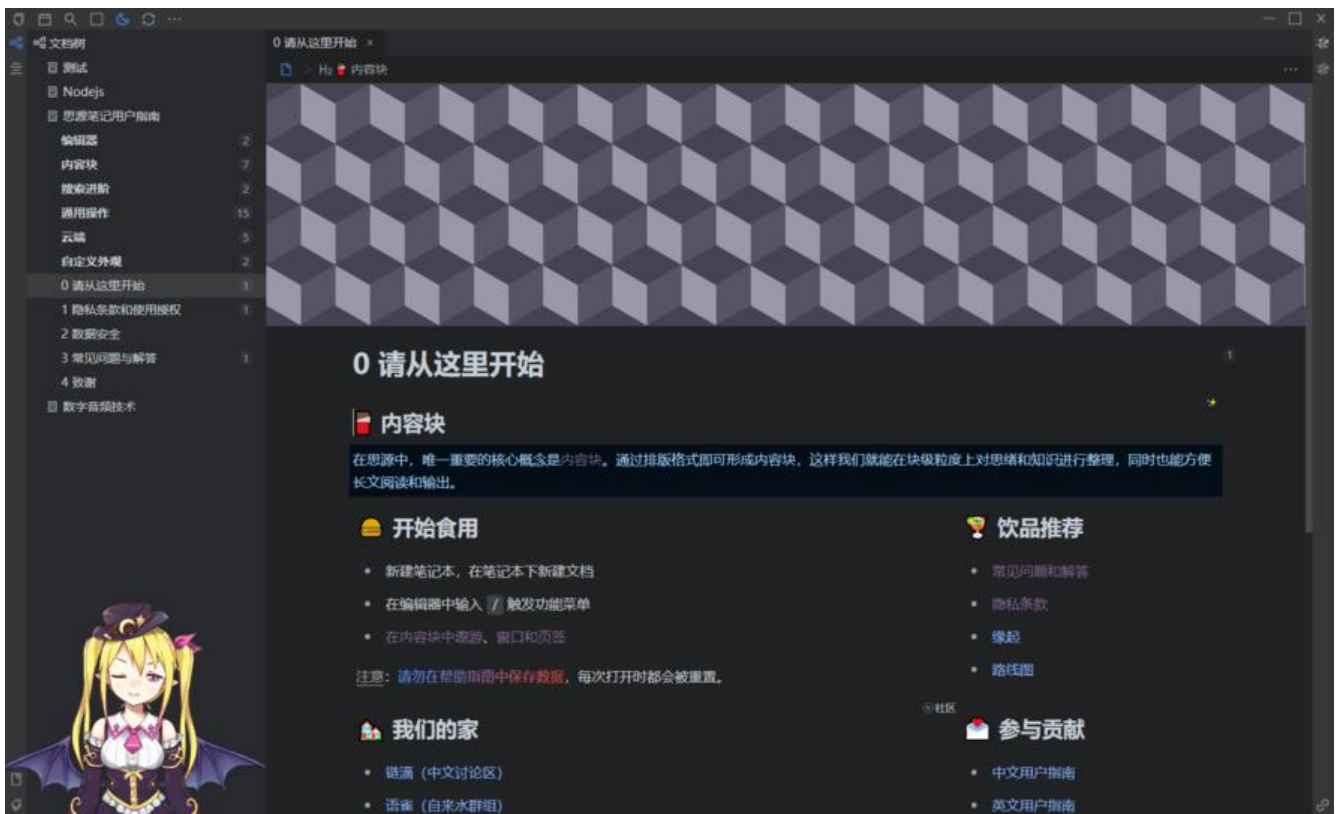 文档树
测试
Nodejs
思源笔记用户指南
编辑器 2
内容块 7
搜索进阶 2
通用操作 15
云端 5
自定义外观 2
0 请从这里开始 1
1 隐私条款和使用授权 1
2 数据安全
3 常见问题与解答 1
4 致谢
数字音频技术
0 请从这里开始 ×
H₂ 内容块
0 请从这里开始
1
内容块
在思源中，唯一重要的核心概念是内容块。通过排版格式即可形成内容块，这样我们就能在块级粒度上对思绪和知识进行整理，同时也能方便
长文阅读和输出。
开始食用
• 新建笔记本，在笔记本下新建文档
• 在编辑器中输入 / 触发功能菜单
• 在内容块中遨游、窗口和页签
注意：请勿在帮助指南中保存数据，每次打开时都会被重置。
饮品推荐
• 常见问题和解答
• 隐私条款
• 缘起
• 路线图
我们的家
• 链滴（中文讨论区）
• 语雀（自来水群组）
社区
参与贡献
• 中文用户指南
• 英文用户指南